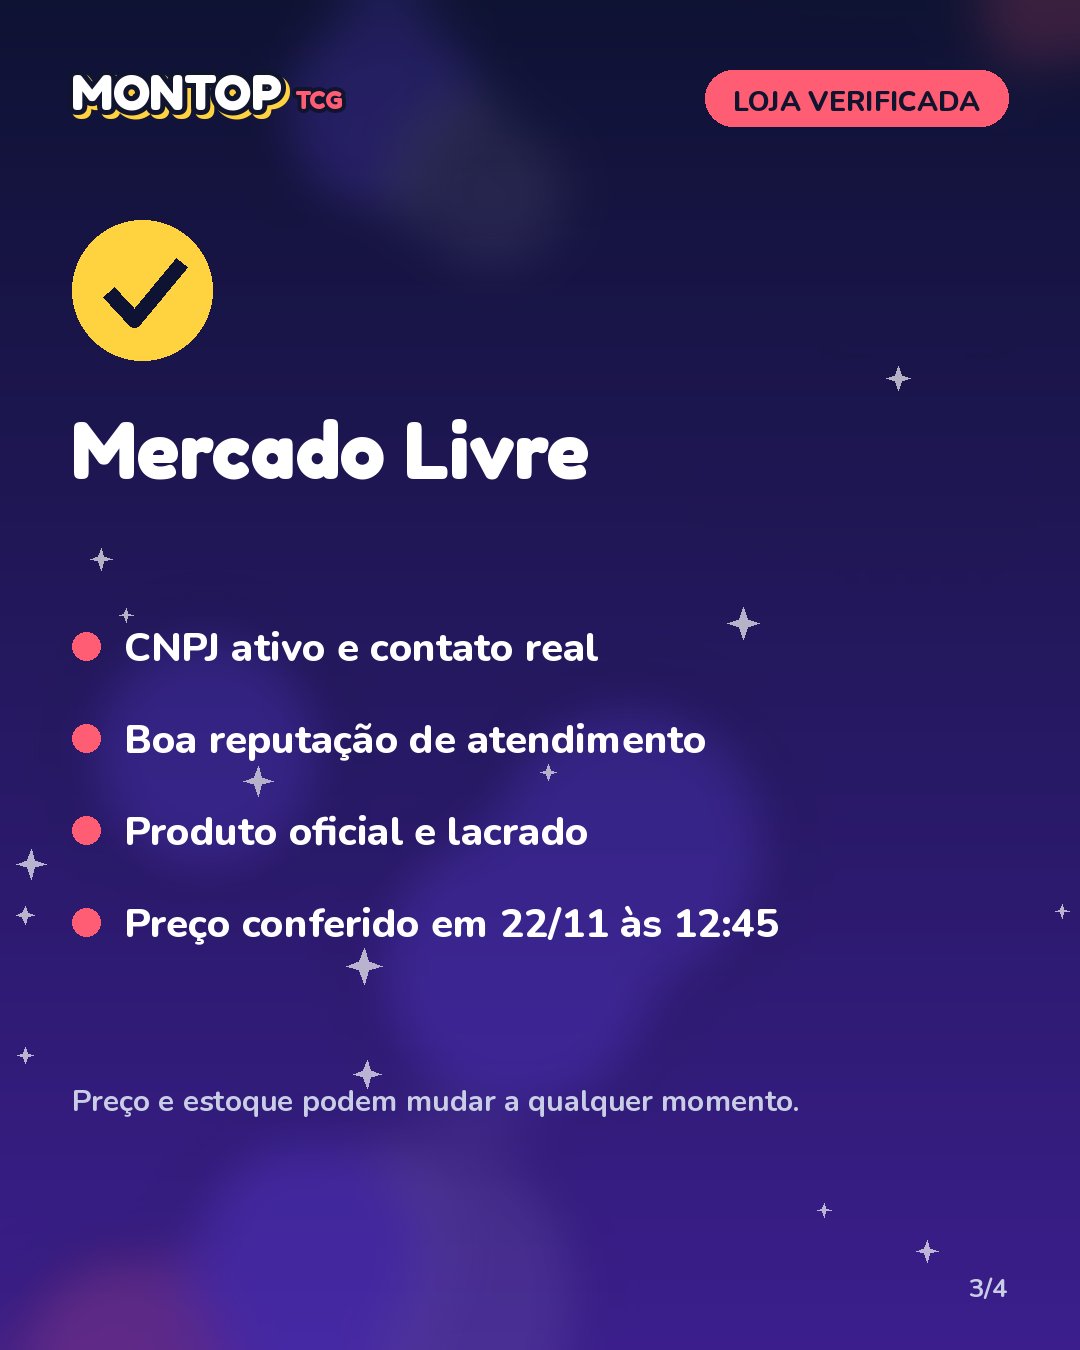 MONTOP TCG
LOJA VERIFICADA
Mercado Livre
CNPJ ativo e contato real
Boa reputação de atendimento
Produto oficial e lacrado
Preço conferido em 22/11 às 12:45
Preço e estoque podem mudar a qualquer momento.
3/4